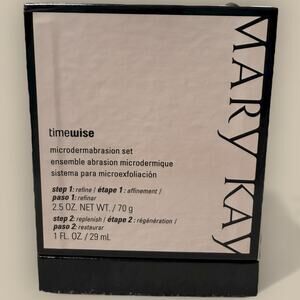 MARY KAY
timewise
microdermabrasion set
ensemble abrasion microdermique
sistema para microexfoliación
step 1: refine / étape 1 : affinement /
paso 1: refinar
2.5 OZ. NET WT. / 70 g
step 2: replenish / étape 2 : régénération /
paso 2: restaurar
1 FL. OZ. / 29 mL